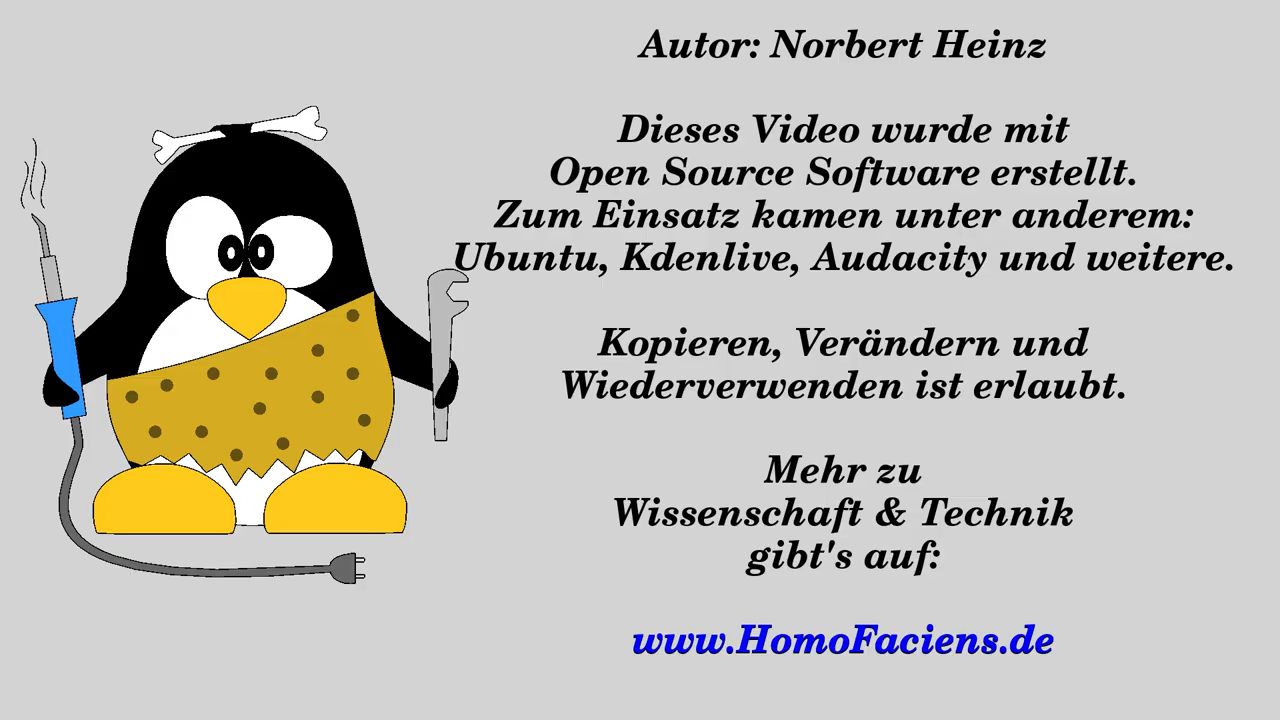 Autor: Norbert Heinz
Dieses Video wurde mit
Open Source Software erstellt.
Zum Einsatz kamen unter anderem:
Ubuntu, Kdenlive, Audacity und weitere.
Kopieren, Verändern und
Wiederverwenden ist erlaubt.
Mehr zu
Wissenschaft & Technik
gibt's auf:
www.HomoFaciens.de